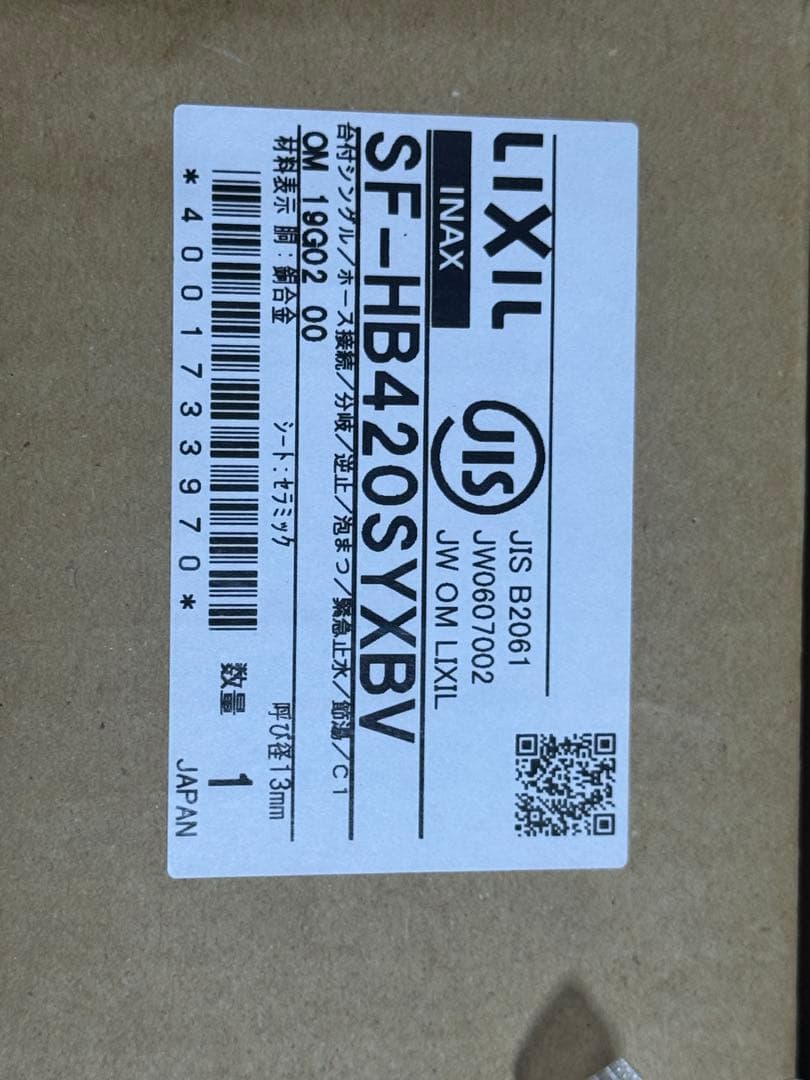 LIXIL
INAX
JIS
JIS B2061
JW0607002
JW OM LIXIL
SF-HB420SYXBV
台付シングル/ホース接続/分岐/逆止/泡まつ/緊急止水/節湯/C1
OM 19G02 00
材料表示 胴:銅合金 シート:セラミック 呼び径13mm
数量 1
*4001733970*
JAPAN